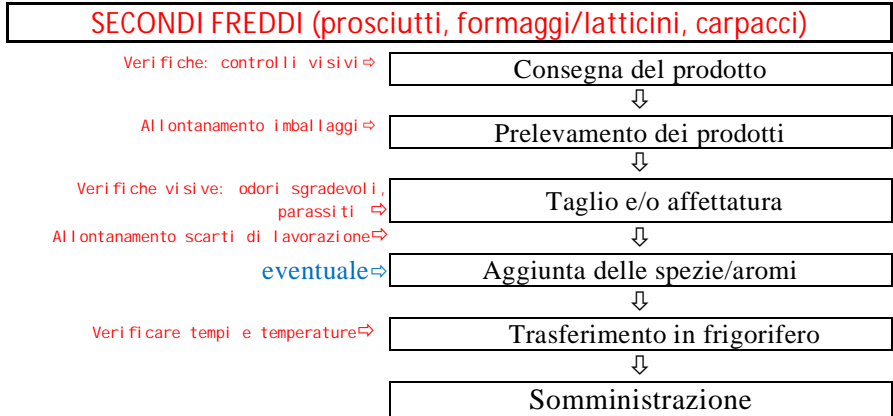 SECONDI FREDDI (prosciutti, formaggi/latticini, carpacci)
Verifiche: controlli visivi⇨
Consegna del prodotto
⇩
Allontanamento imballaggi⇨
Prelevamento dei prodotti
⇩
Verifiche visive: odori sgradevoli,
parassiti ⇨
Taglio e/o affettatura
Allontanamento scarti di lavorazione⇨
⇩
eventuale⇨
Aggiunta delle spezie/aromi
⇩
Verificare tempi e temperature⇨
Trasferimento in frigorifero
⇩
Somministrazione